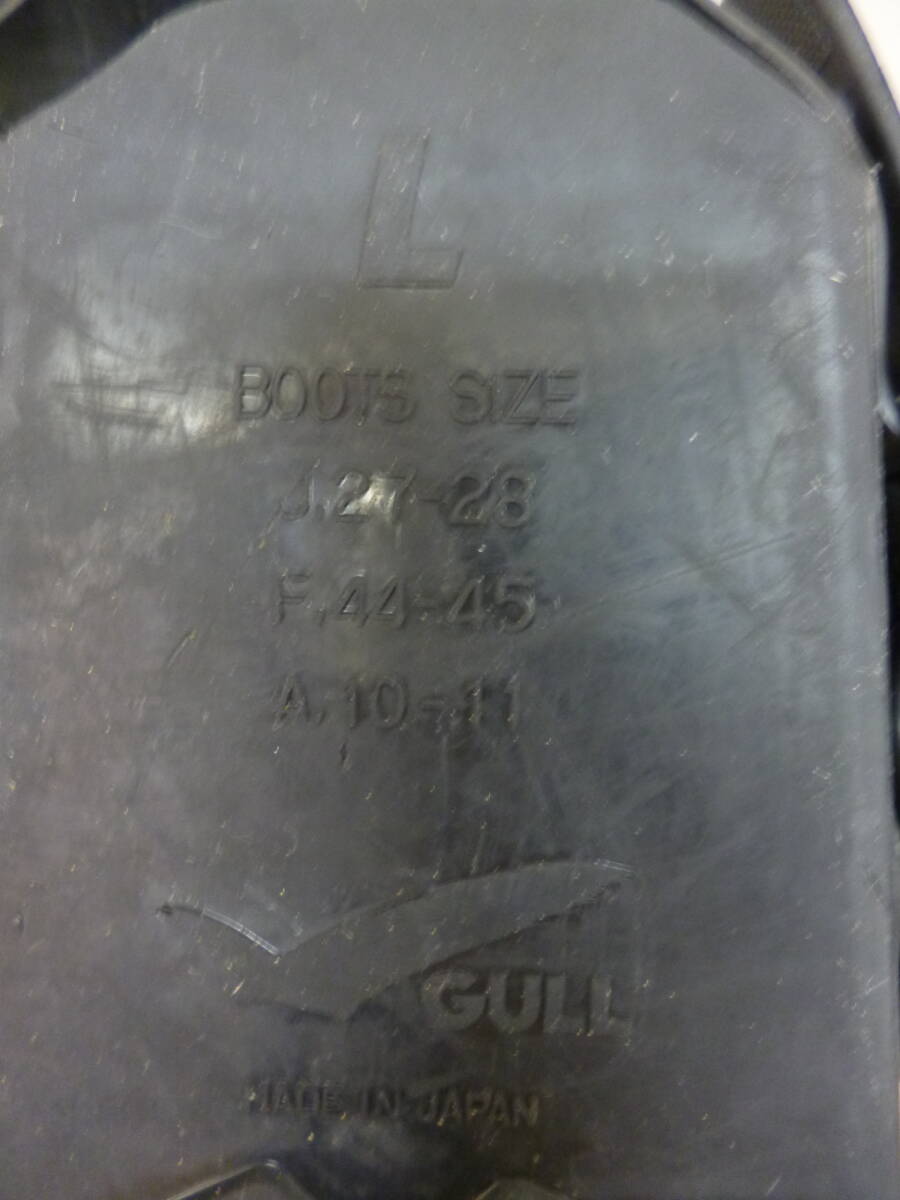 L
BOOTS SIZE
J.27-28
F.44-45
A.10-11
GULL
MADE IN JAPAN